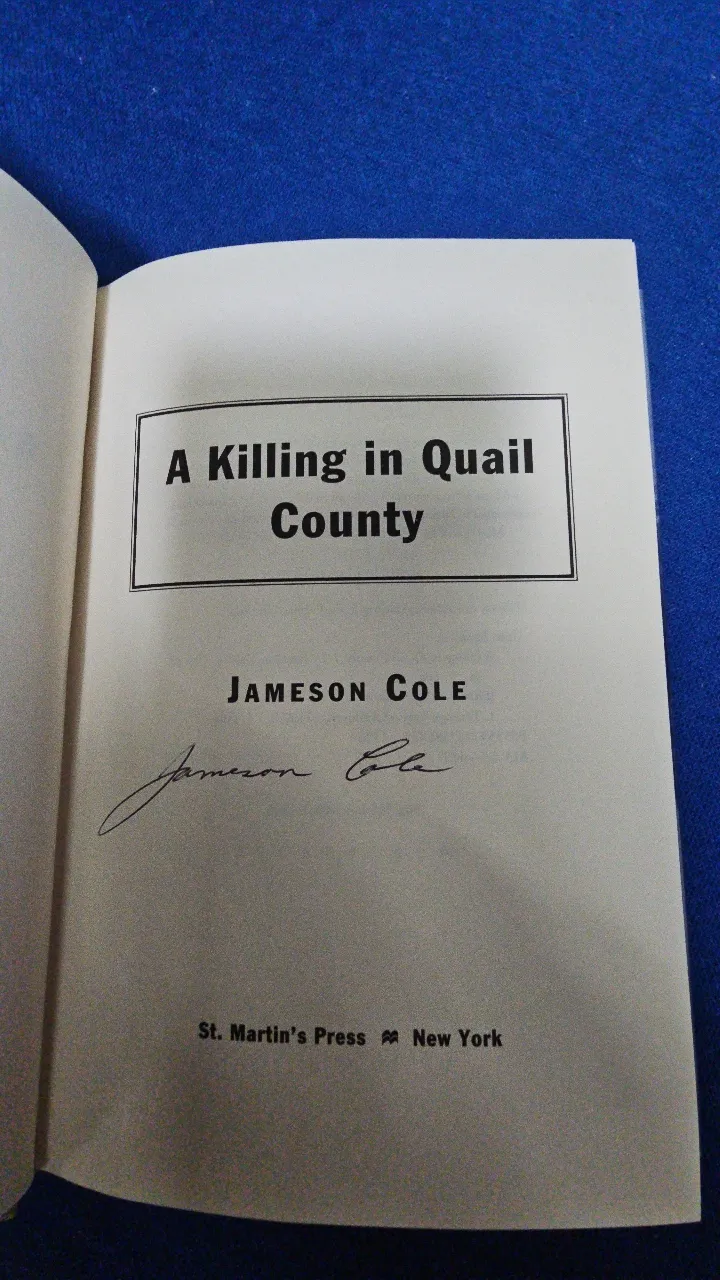 A Killing in Quail
County
JAMESON COLE
Jameson Cole
St. Martin's Press New York